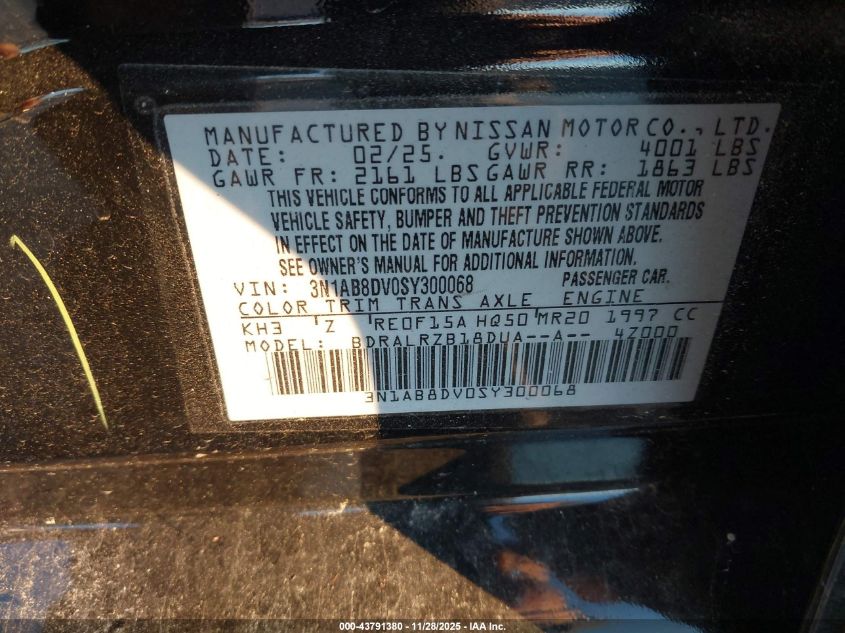 MANUFACTURED BY NISSAN MOTOR CO., LTD.
DATE: 02/25. GVWR: 4001 LBS
GAWR FR: 2161 LBS GAWR RR: 1863 LBS
THIS VEHICLE CONFORMS TO ALL APPLICABLE FEDERAL MOTOR
VEHICLE SAFETY, BUMPER AND THEFT PREVENTION STANDARDS
IN EFFECT ON THE DATE OF MANUFACTURE SHOWN ABOVE.
SEE OWNER'S MANUAL FOR ADDITIONAL INFORMATION.
VIN: 3N1AB8DV0SY300068 PASSENGER CAR.
COLOR TRIM TRANS AXLE ENGINE
KH3 Z RE0F15A HQ50 MR20 1997 CC
MODEL: BDRALRZB18DUA--A-- 4Z000
3N1AB8DV0SY300068
000-43791380 | 11/28/2025 - IAA Inc.